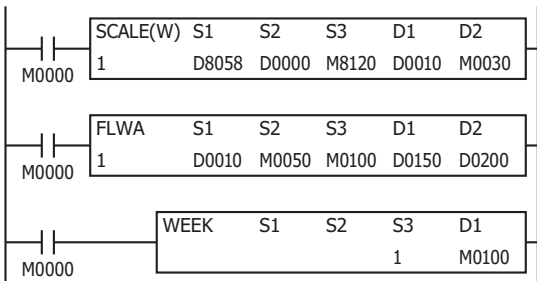 SCALE(W) S1 S2 S3 D1 D2
1 D8058 D0000 M8120 D0010 M0030
M0000
FLWA S1 S2 S3 D1 D2
1 D0010 M0050 M0100 D0150 D0200
M0000
WEEK S1 S2 S3 D1
1 M0100
M0000